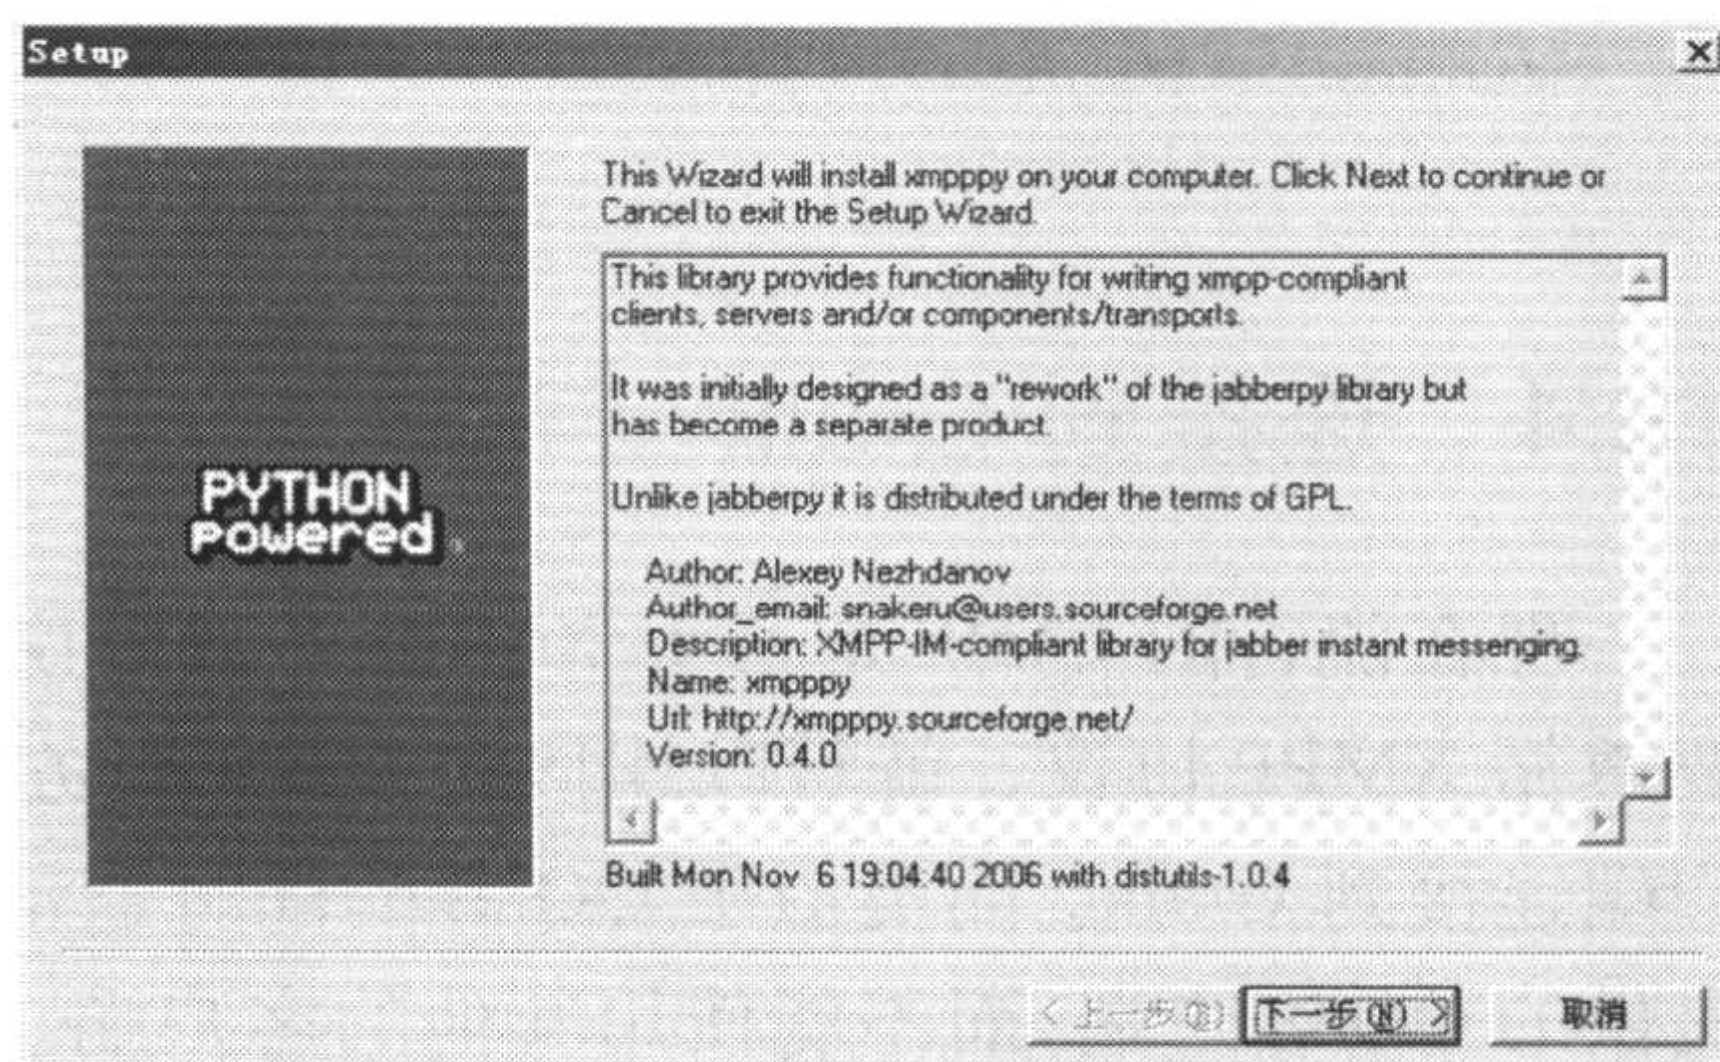 Setup
This Wizard will install xmpppy on your computer. Click Next to continue or
Cancel to exit the Setup Wizard.
This library provides functionality for writing xmpp-compliant
clients, servers and/or components/transports.
It was initially designed as a "rework" of the jabberpy library but
has become a separate product.
Unlike jabberpy it is distributed under the terms of GPL.
PYTHON
powered
Author: Alexey Nezhdanov
Author_email: snakeru@users.sourceforge.net
Description: XMPP-IM-compliant library for jabber instant messenging.
Name: xmpppy
Url: http://xmpppy.sourceforge.net/
Version: 0.4.0
Built Mon Nov  6 19:04:40 2006 with distutils-1.0.4
< 上一步(B) 下一步(N) > 取消